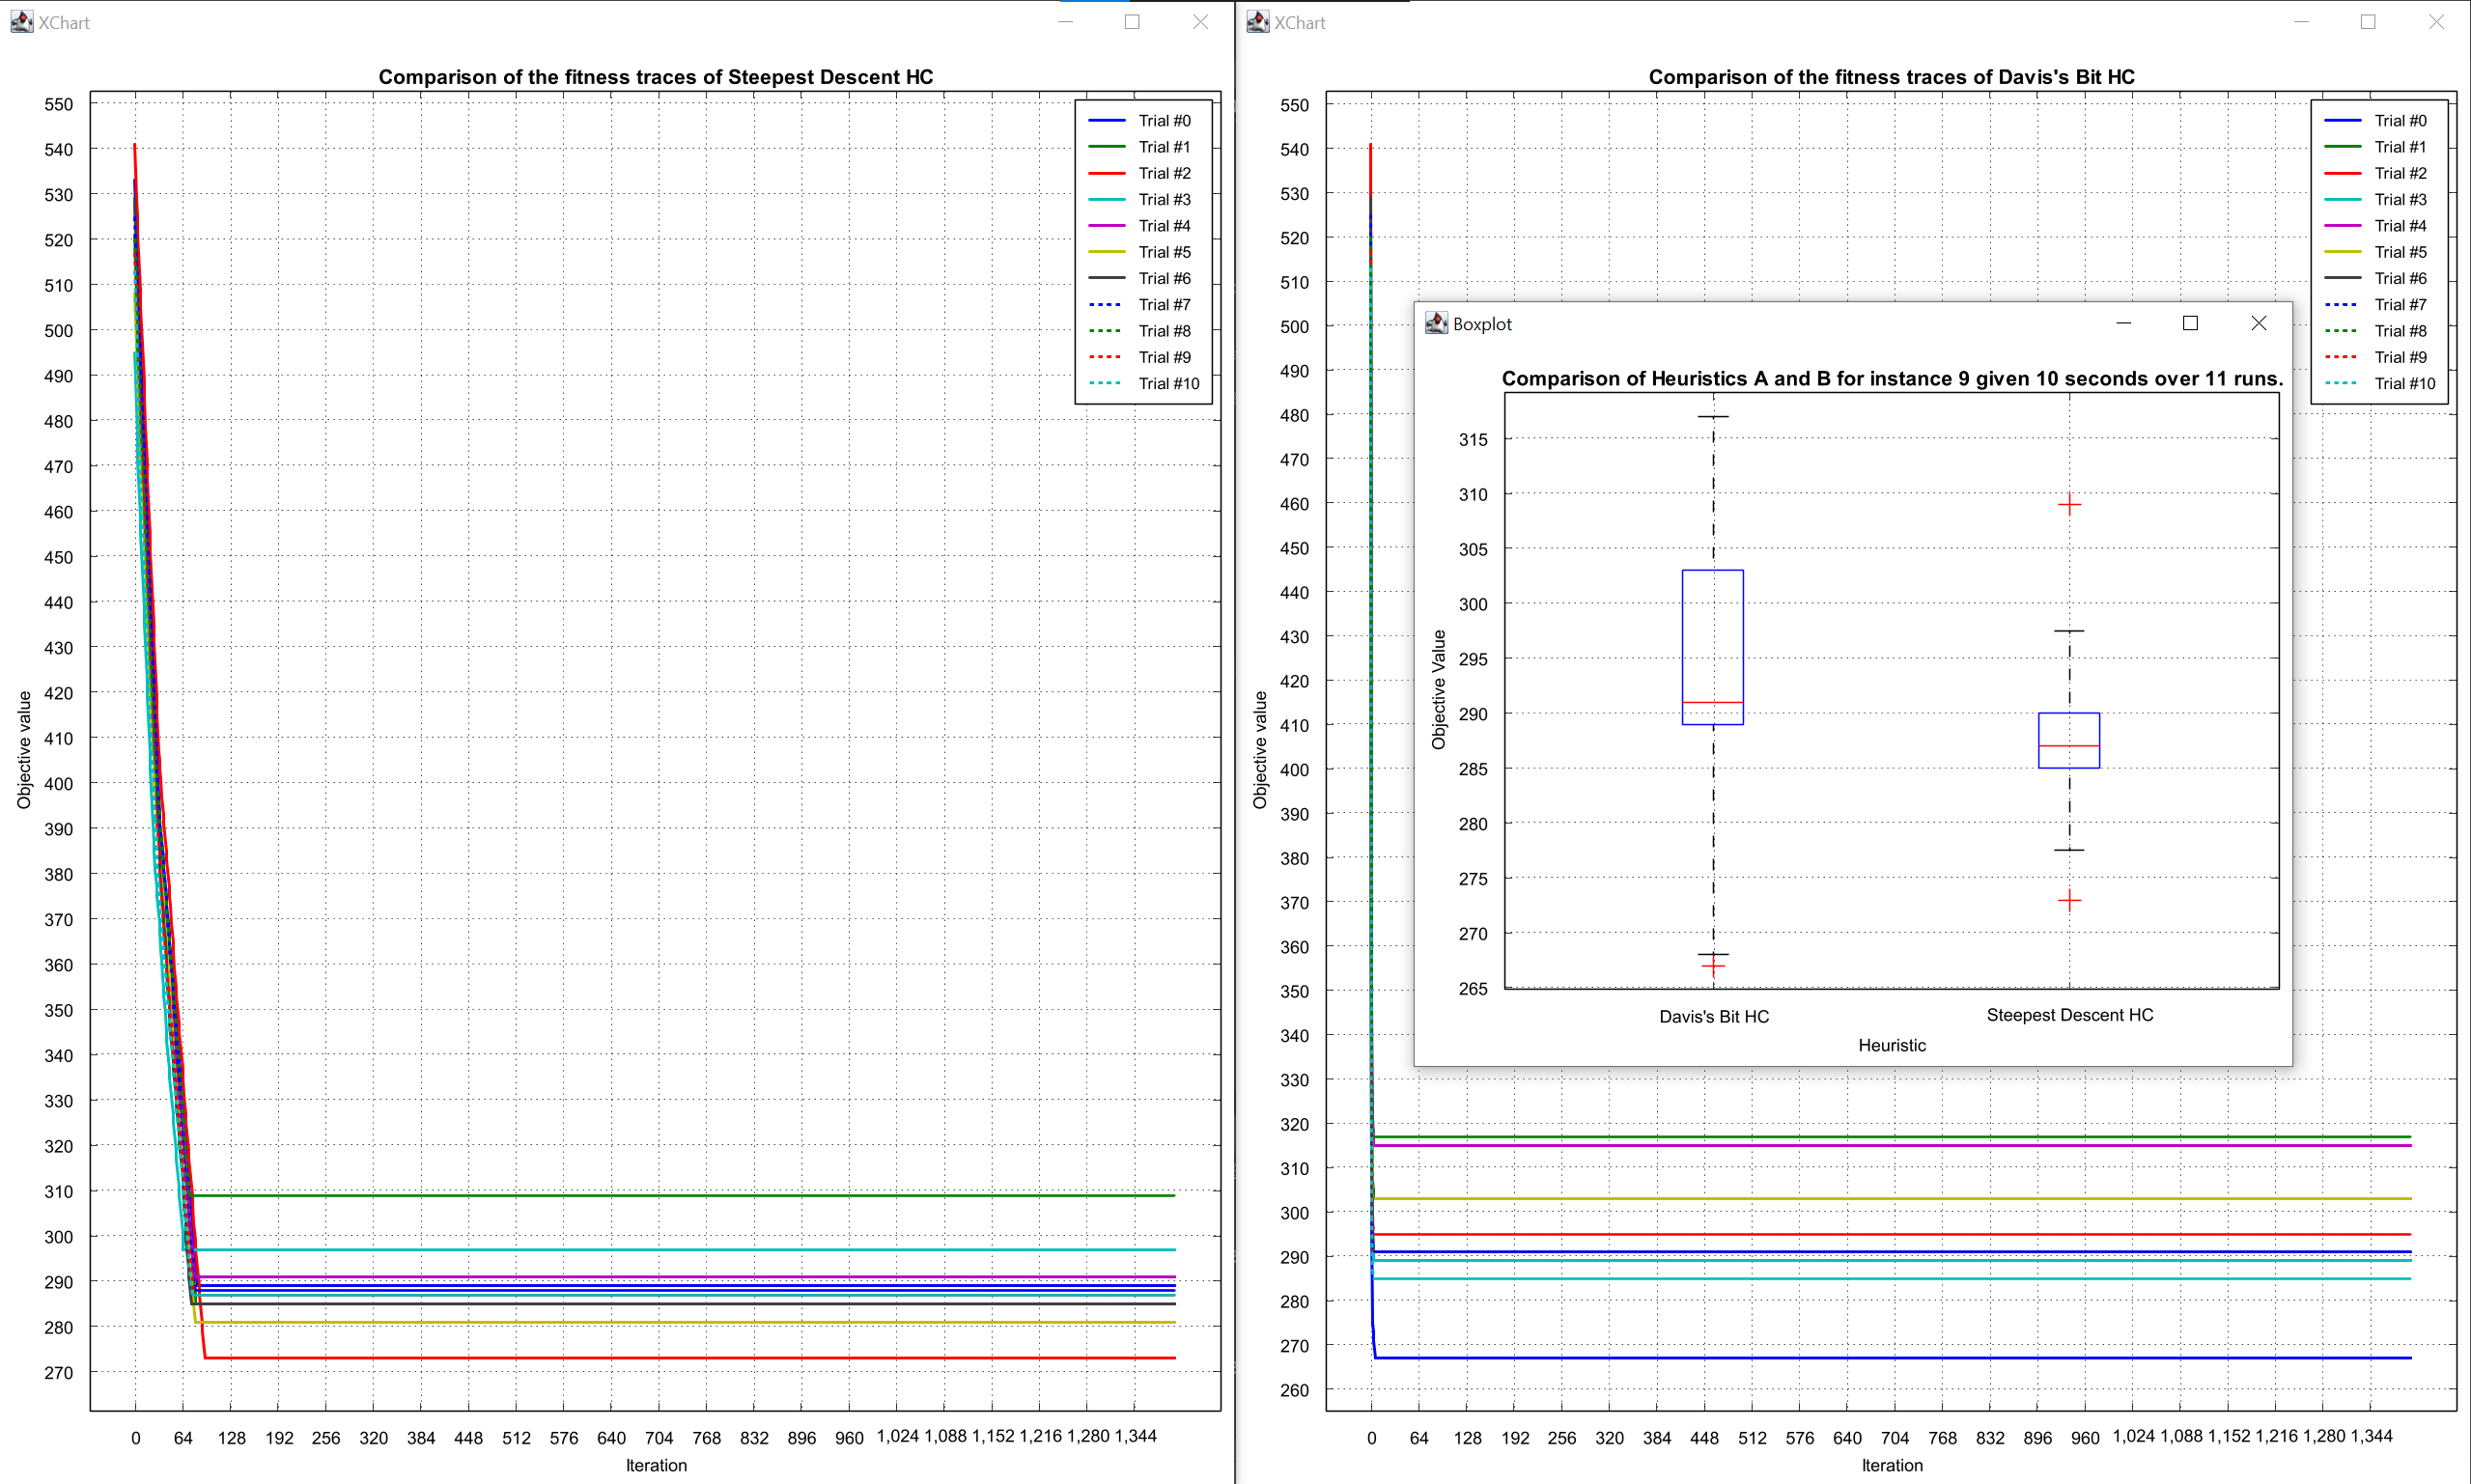 XChart
Comparison of the fitness traces of Steepest Descent HC
550
540
530
520
510
500
490
480
470
460
450
440
430
420
410
400
390
380
370
360
350
340
330
320
310
300
290
280
270
Objective value
Trial #0
Trial #1
Trial #2
Trial #3
Trial #4
Trial #5
Trial #6
Trial #7
Trial #8
Trial #9
Trial #10
0 64 128 192 256 320 384 448 512 576 640 704 768 832 896 960 1,024 1,088 1,152 1,216 1,280 1,344
Iteration
XChart
Comparison of the fitness traces of Davis's Bit HC
550
540
530
520
510
500
490
480
470
460
450
440
430
420
410
400
390
380
370
360
350
340
330
320
310
300
290
280
270
260
Objective value
Trial #0
Trial #1
Trial #2
Trial #3
Trial #4
Trial #5
Trial #6
Trial #7
Trial #8
Trial #9
Trial #10
0 64 128 192 256 320 384 448 512 576 640 704 768 832 896 960 1,024 1,088 1,152 1,216 1,280 1,344
Iteration
Boxplot
Comparison of Heuristics A and B for instance 9 given 10 seconds over 11 runs.
315
310
305
300
295
290
285
280
275
270
265
Objective Value
Davis's Bit HC Steepest Descent HC
Heuristic